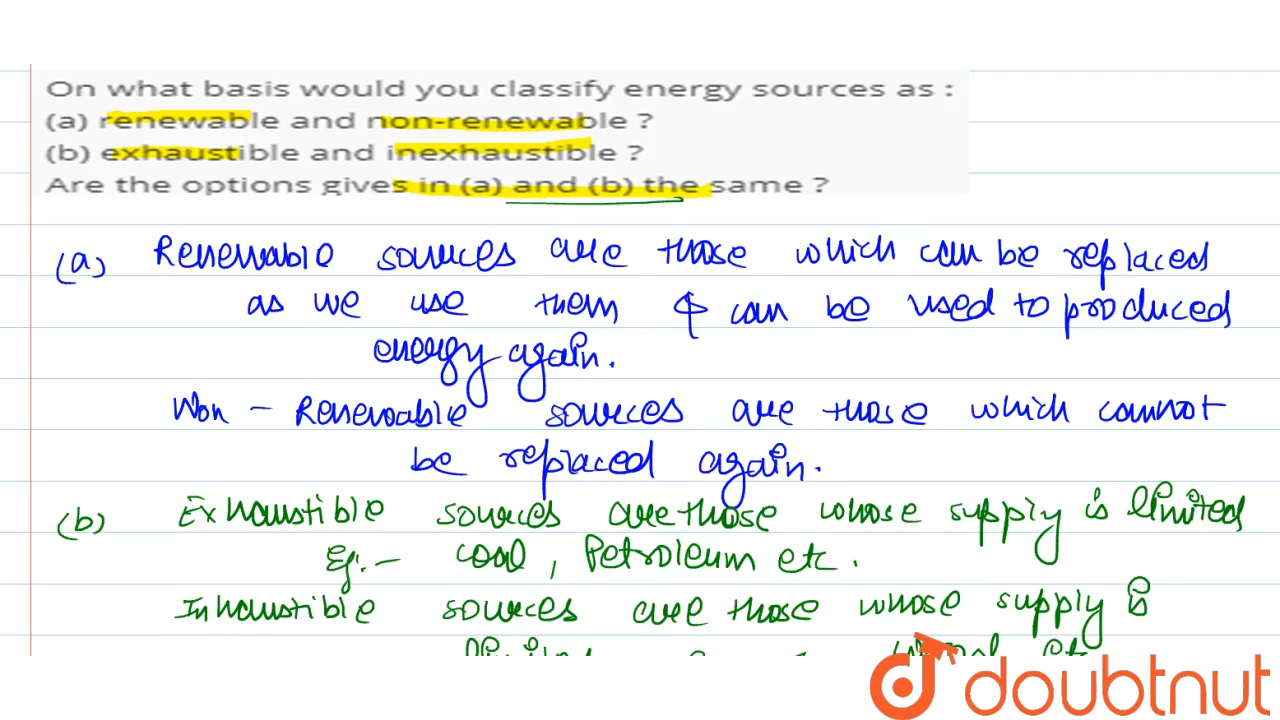 On what basis would you classify energy sources as :
(a) renewable and non-renewable ?
(b) exhaustible and inexhaustible ?
Are the options gives in (a) and (b) the same ?
(a) Renewable sources are those which can be replaced
as we use them & can be used to produced
energy again.
Non - Renewable sources are those which cannot
be replaced again.
(b) Exhaustible sources are those whose supply is limited
Eg:- coal, Petroleum etc.
Inhaustible sources are those whose supply is
doubtnut